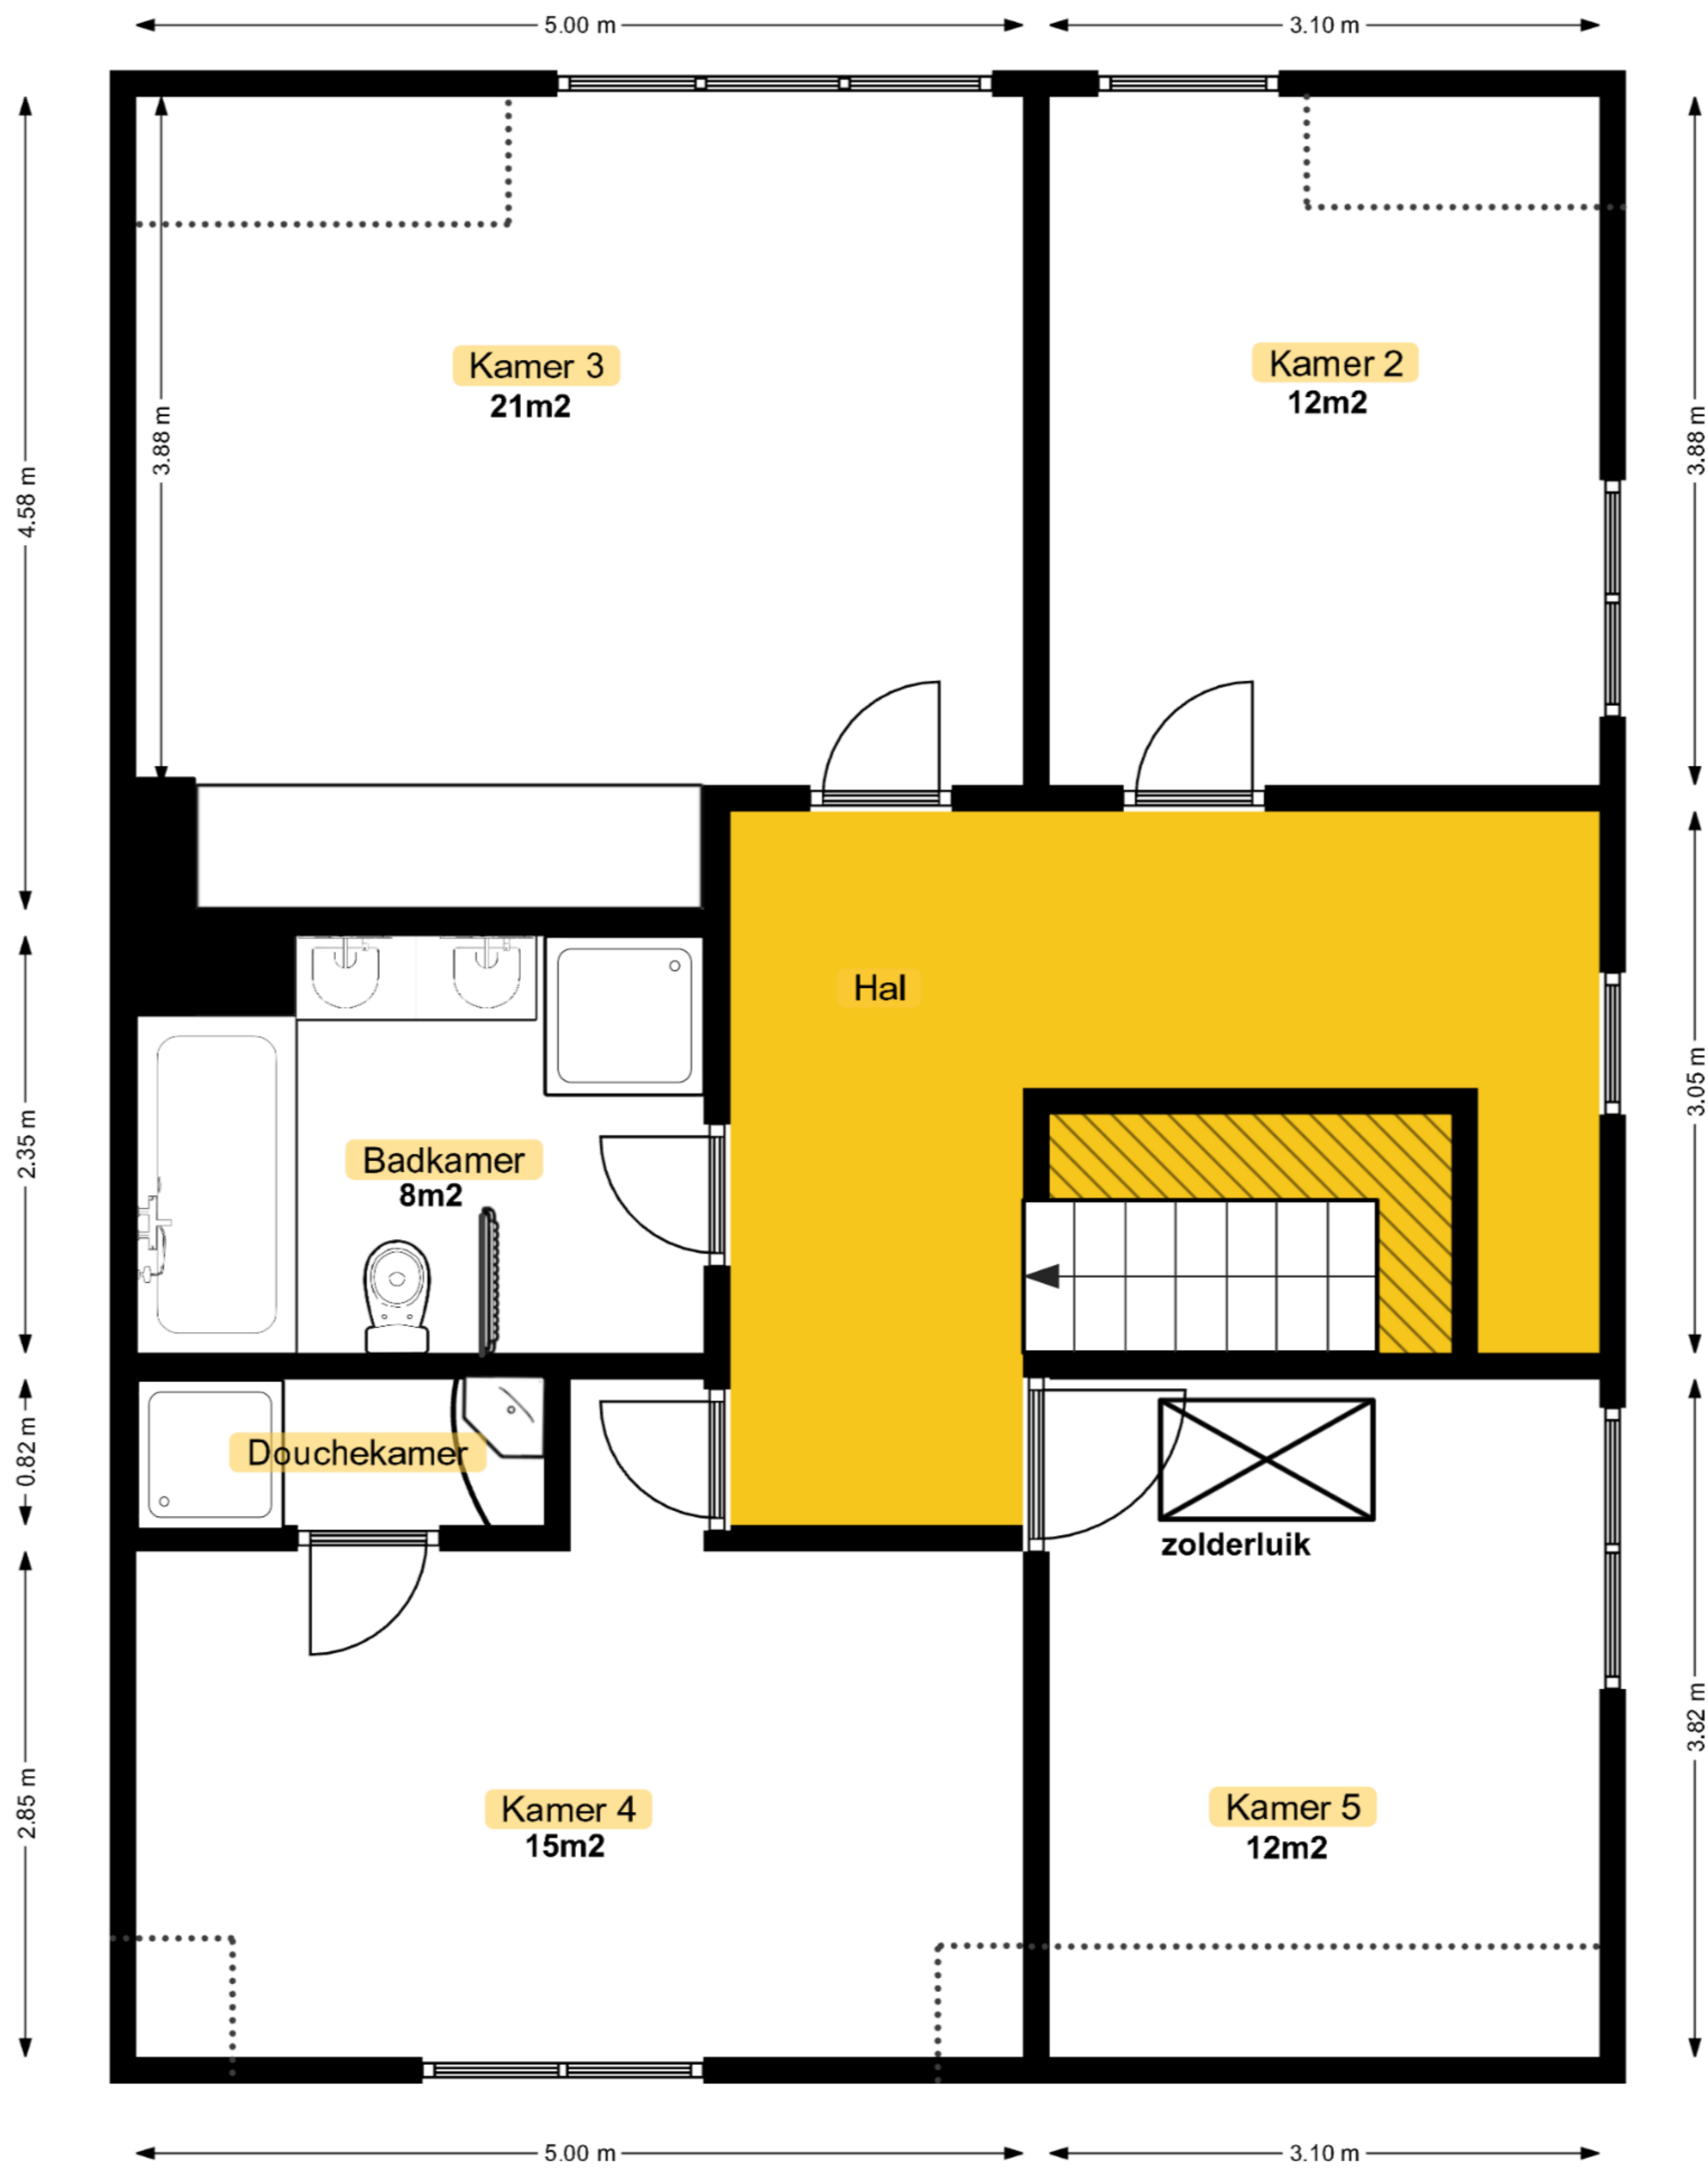 5.00 m
3.10 m
Kamer 3
21m2
Kamer 2
12m2
3.88 m
3.88 m
4.58 m
Hal
3.05 m
2.35 m
Badkamer
8m2
0.82 m
Douchekamer
zolderluik
3.82 m
2.85 m
Kamer 4
15m2
Kamer 5
12m2
5.00 m
3.10 m